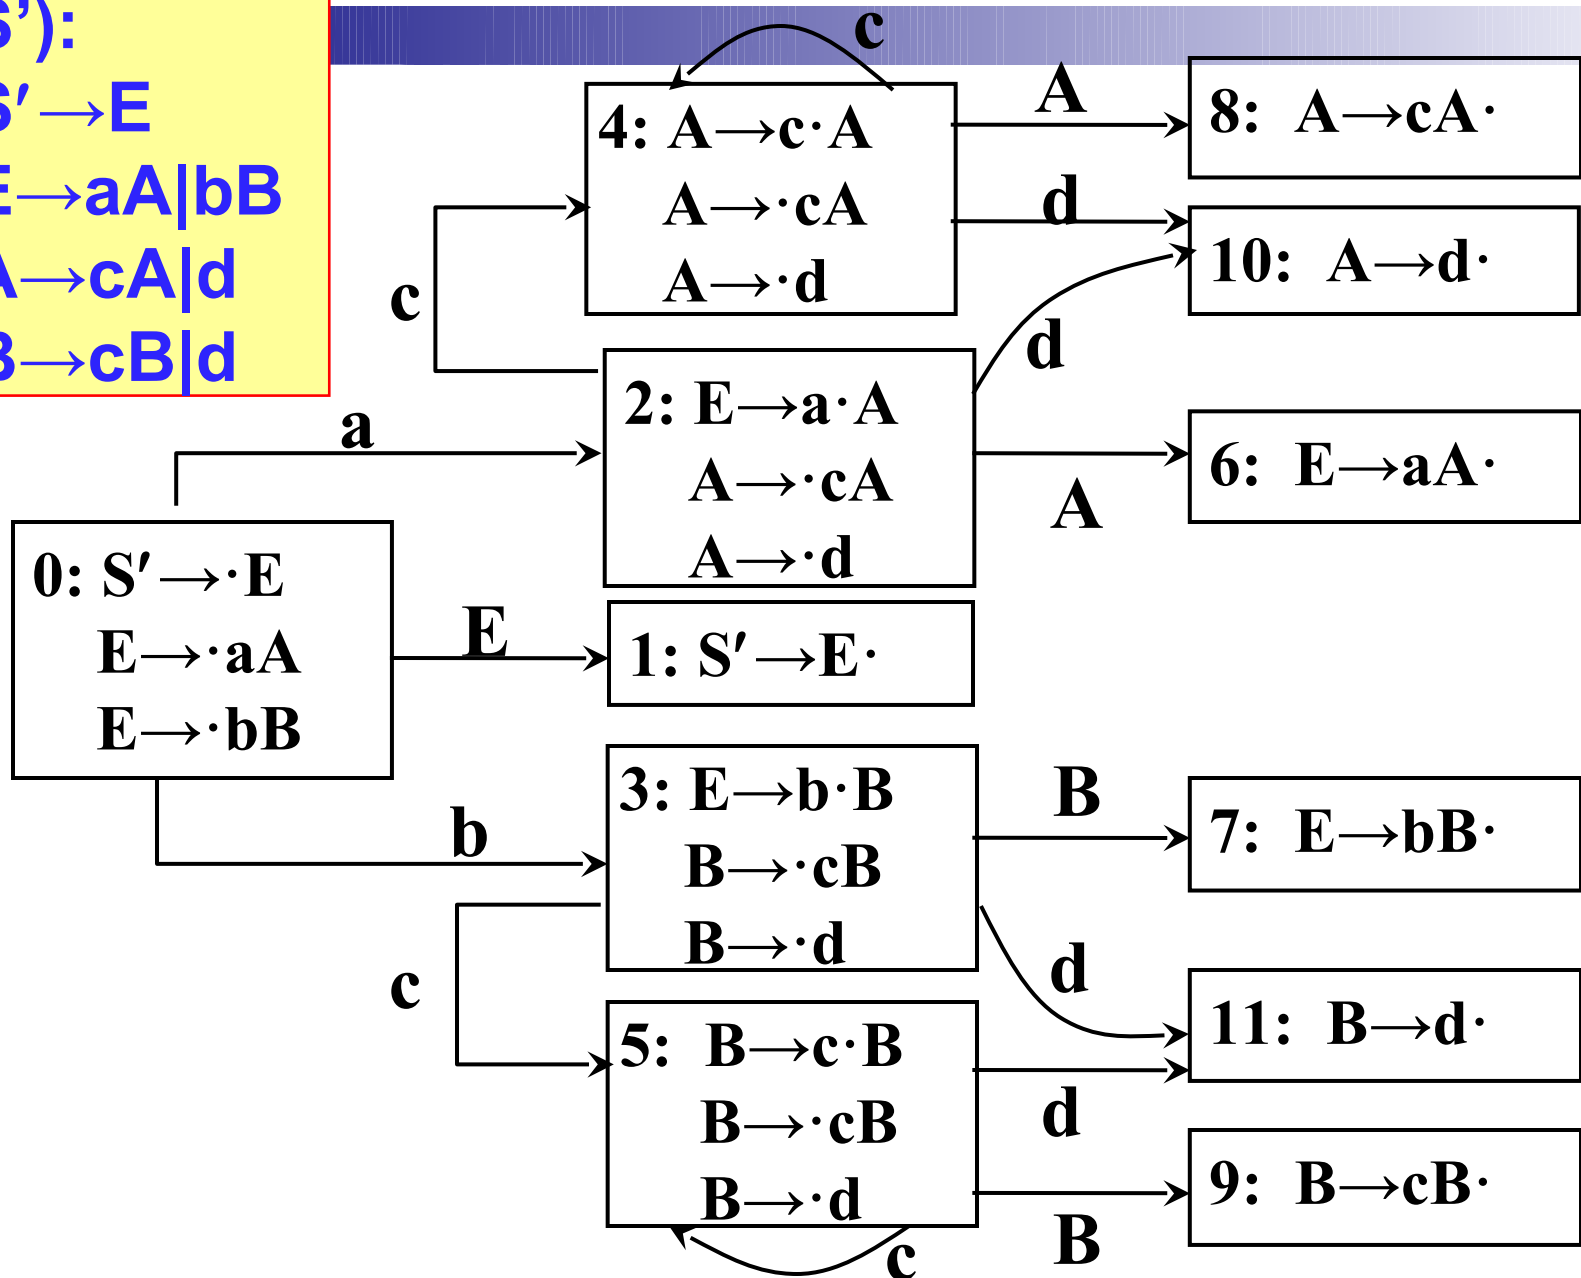 S’):
S′→E
E→aA|bB
A→cA|d
B→cB|d
c
4: A→c·A
A→·cA
A→·d
A
8: A→cA·
d
10: A→d·
c
d
2: E→a·A
A→·cA
A→·d
a
A
6: E→aA·
0: S′→·E
E→·aA
E→·bB
E
1: S′→E·
b
3: E→b·B
B→·cB
B→·d
B
7: E→bB·
c
d
11: B→d·
5: B→c·B
B→·cB
B→·d
d
B
9: B→cB·
c